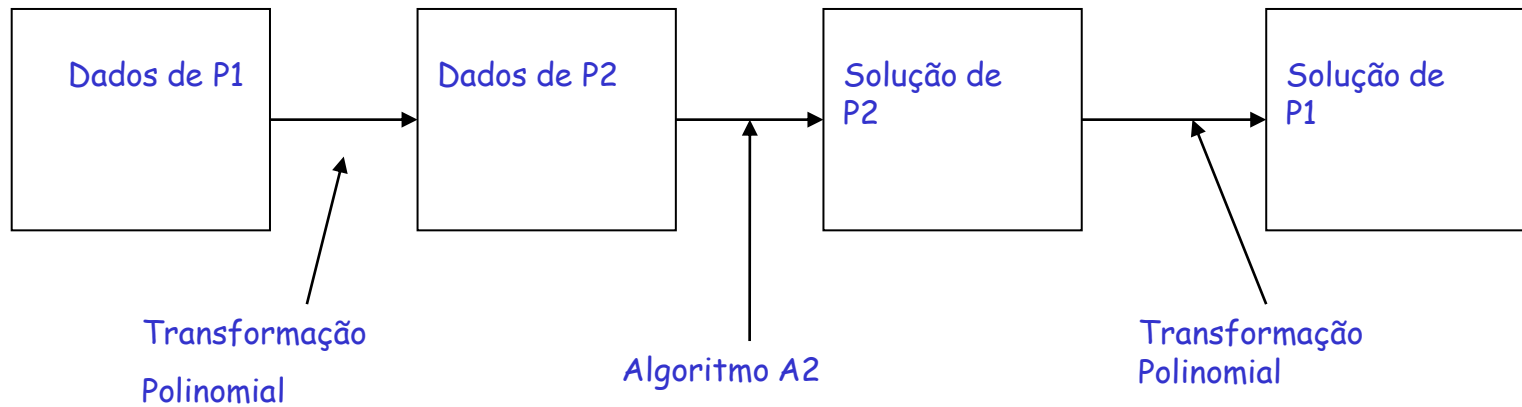 Dados de P1
Dados de P2
Solução de
P2
Solução de
P1
Transformação
Polinomial
Algoritmo A2
Transformação
Polinomial